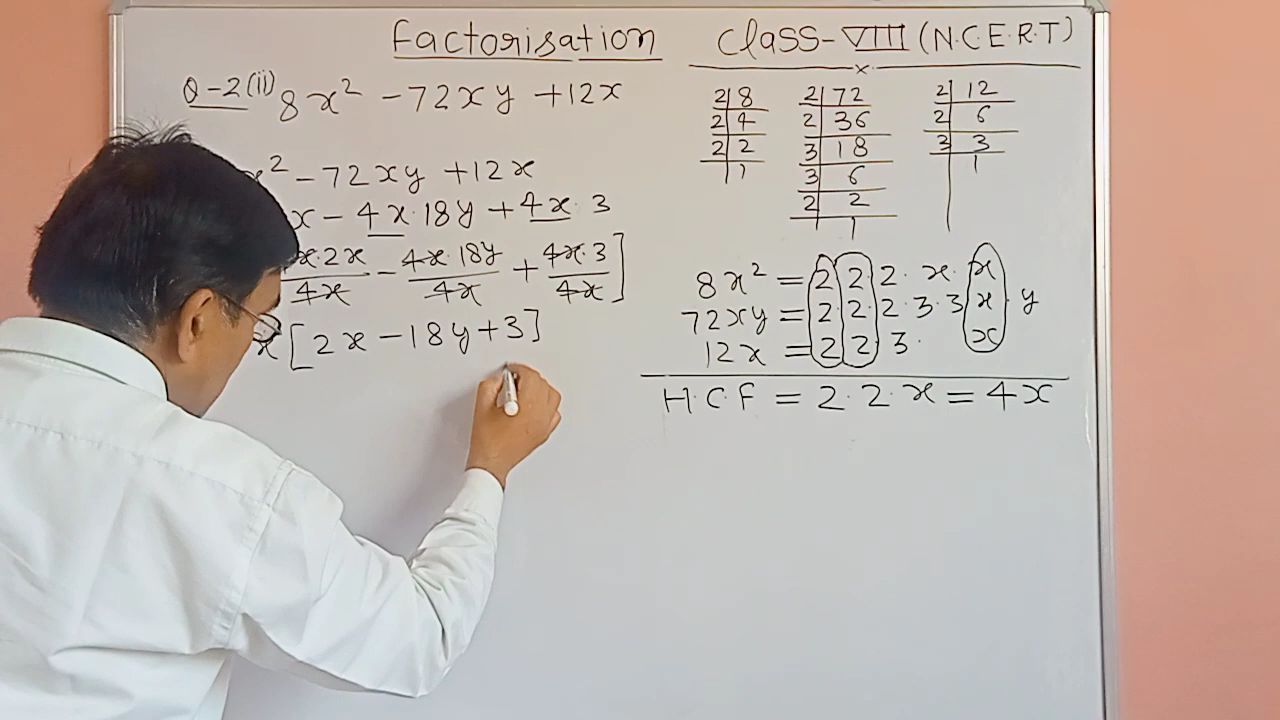 Factorisation Class-VIII (N.C.E.R.T)
×
Q-2(ii) 8x² - 72xy + 12x
x² - 72xy + 12x
x - 4x·18y + 4x·3
4x·2x/4x - 4x·18y/4x + 4x·3/4x]
x[2x - 18y + 3]
2|8
2|4
2|2
|1
2|72
2|36
3|18
3|6
2|2
|1
2|12
2|6
3|3
|1
8x² = 2·2·2·x·x
72xy = 2·2·2·3·3·x·y
12x = 2·2·3·x
H.C.F = 2·2·x = 4x